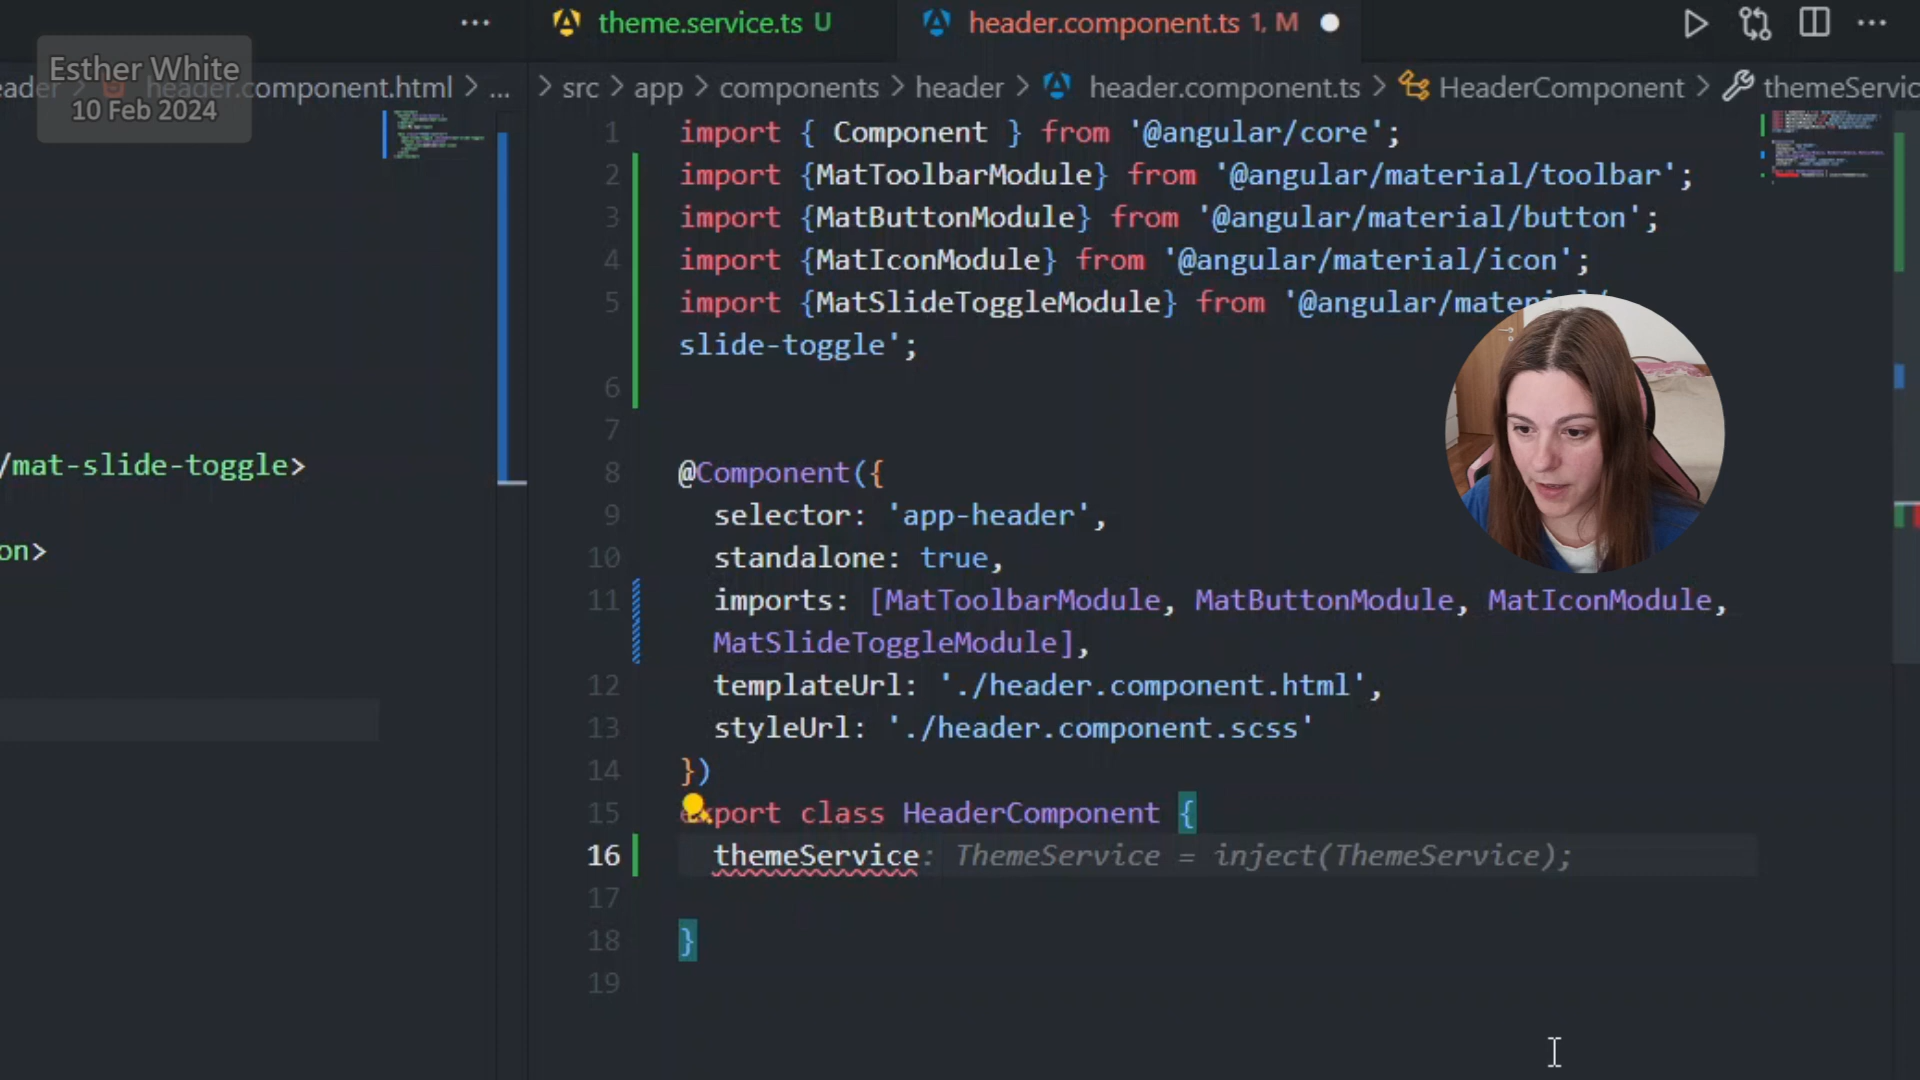 theme.service.ts U
header.component.ts 1, M
Esther White
10 Feb 2024
eader > header.component.html > ...
> src > app > components > header > header.component.ts > HeaderComponent > themeServic
1 import { Component } from '@angular/core';
2 import {MatToolbarModule} from '@angular/material/toolbar';
3 import {MatButtonModule} from '@angular/material/button';
4 import {MatIconModule} from '@angular/material/icon';
5 import {MatSlideToggleModule} from '@angular/material/
slide-toggle';
6
7
/mat-slide-toggle>
8 @Component({
9 selector: 'app-header',
on>
10 standalone: true,
11 imports: [MatToolbarModule, MatButtonModule, MatIconModule,
MatSlideToggleModule],
12 templateUrl: './header.component.html',
13 styleUrl: './header.component.scss'
14 })
15 export class HeaderComponent {
16 themeService: ThemeService = inject(ThemeService);
17
18 }
19